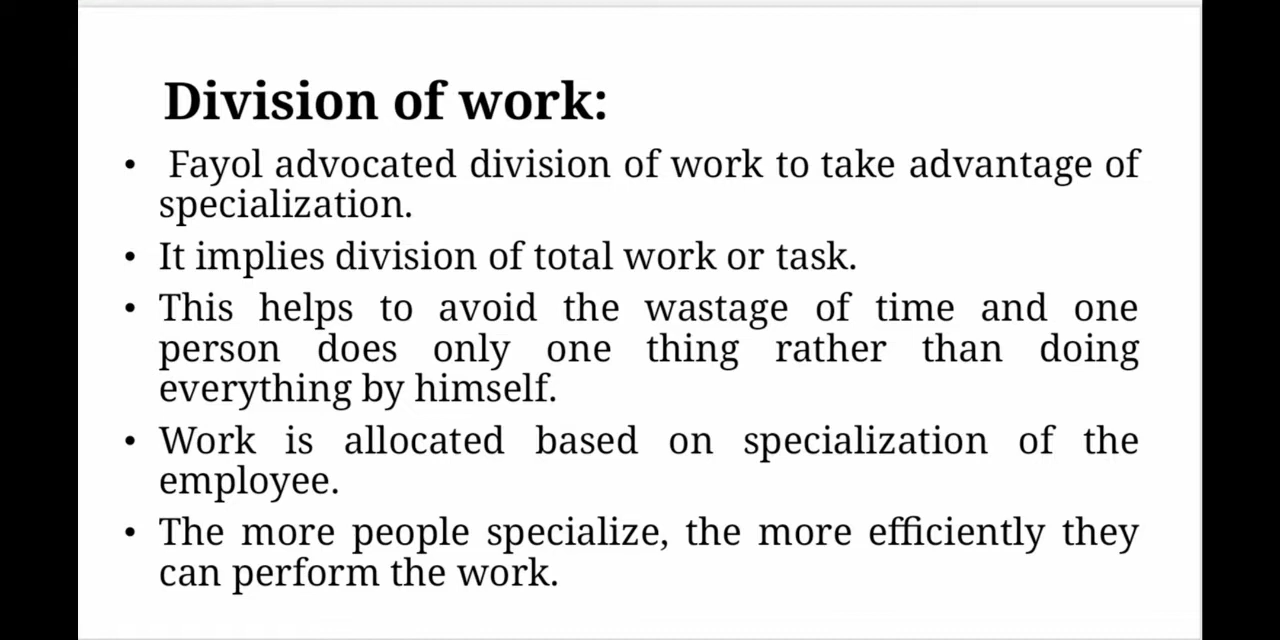 Division of work:
• Fayol advocated division of work to take advantage of
specialization.
• It implies division of total work or task.
• This helps to avoid the wastage of time and one
person does only one thing rather than doing
everything by himself.
• Work is allocated based on specialization of the
employee.
• The more people specialize, the more efficiently they
can perform the work.